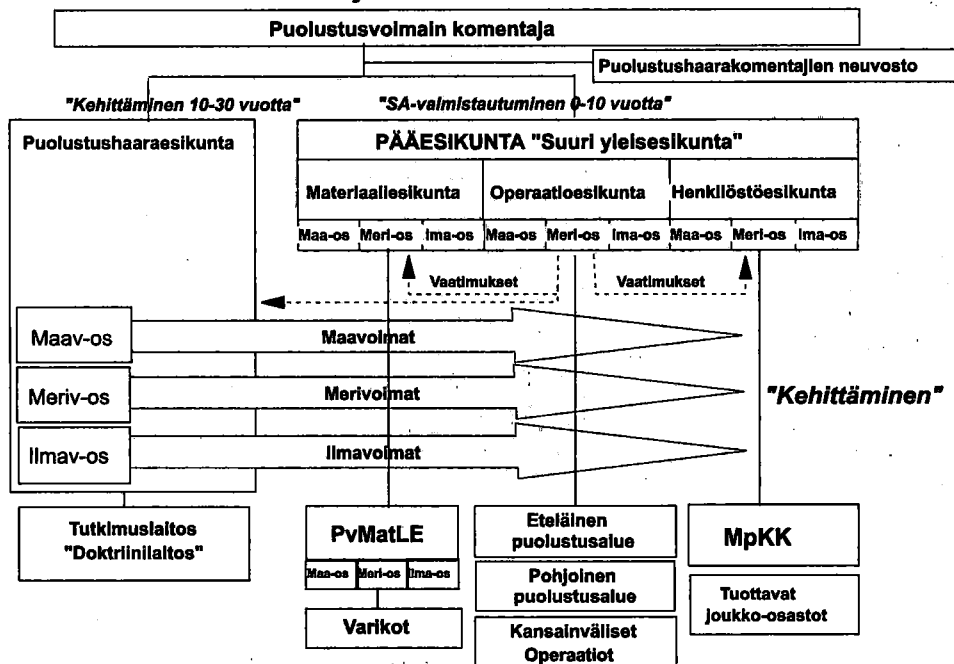 Puolustusvoimain komentaja
Puolustushaarakomentajien neuvosto
"Kehittäminen 10-30 vuotta"
"SA-valmistautuminen 0-10 vuotta"
Puolustushaaraesikunta
PÄÄESIKUNTA "Suuri yleisesikunta"
Materiaaliesikunta
Operaatioesikunta
Henkilöstöesikunta
Maa-os
Meri-os
Ima-os
Maa-os
Meri-os
Ima-os
Maa-os
Meri-os
Ima-os
Vaatimukset
Vaatimukset
Maav-os
Maavoimat
Meriv-os
Merivoimat
"Kehittäminen"
Ilmav-os
Ilmavoimat
Tutkimuslaitos
"Doktriinilaitos"
PvMatLE
Maa-os
Meri-os
Ilma-os
Varikot
Eteläinen
puolustusalue
Pohjoinen
puolustusalue
Kansainväliset
Operaatiot
MpKK
Tuottavat
joukko-osastot